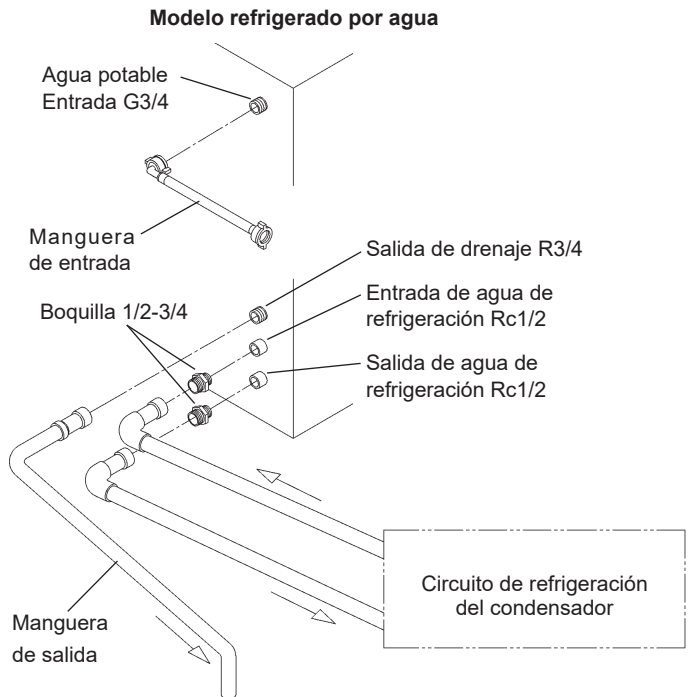 Modelo refrigerado por agua
Agua potable
Entrada G3/4
Manguera
de entrada
Salida de drenaje R3/4
Boquilla 1/2-3/4
Entrada de agua de
refrigeración Rc1/2
Salida de agua de
refrigeración Rc1/2
Circuito de refrigeración
del condensador
Manguera
de salida